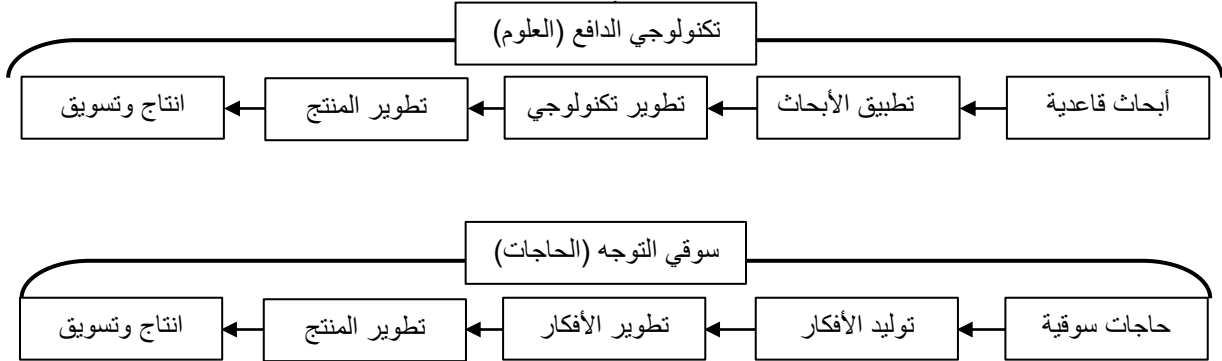 تكنولوجي الدافع (العلوم)
أبحاث قاعدية
تطبيق الأبحاث
تطوير تكنولوجي
تطوير المنتج
انتاج وتسويق
سوقي التوجه (الحاجات)
حاجات سوقية
توليد الأفكار
تطوير الأفكار
تطوير المنتج
انتاج وتسويق